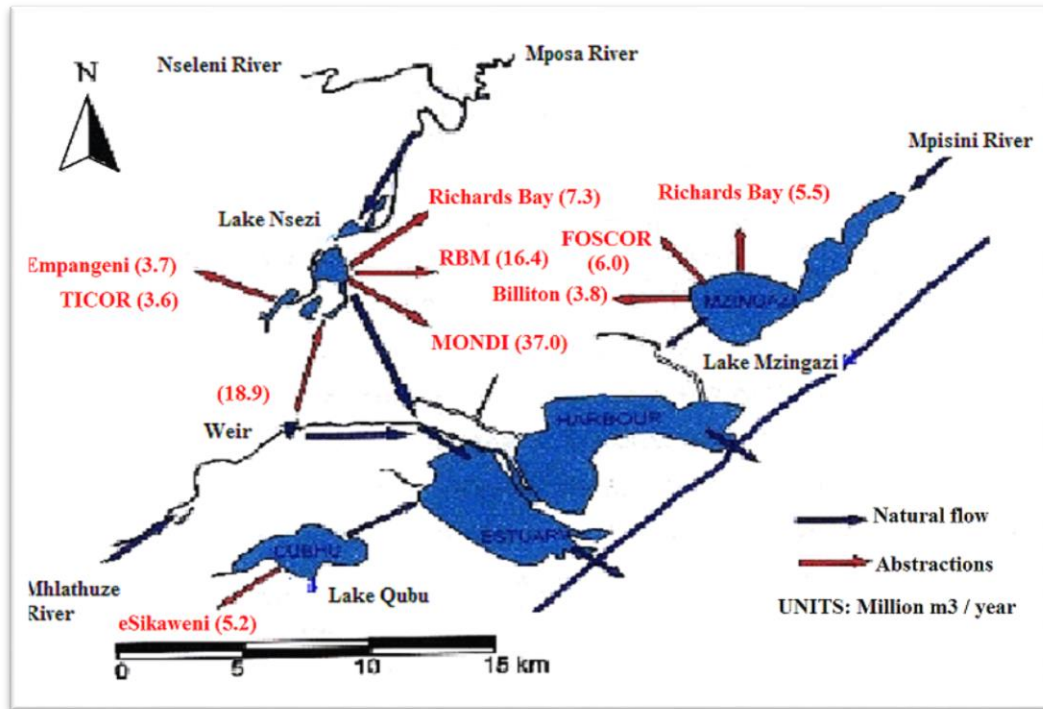 Nseleni River
Mposa River
N
Mpisini River
Lake Nsezi
Richards Bay (7.3)
Richards Bay (5.5)
Empangeni (3.7)
TICOR (3.6)
RBM (16.4)
FOSCOR
(6.0)
Billiton (3.8)
MZINGAZI
MONDI (37.0)
Lake Mzingazi
(18.9)
Weir
HARBOUR
ESTUARY
CUBHU
Natural flow
Abstractions
UNITS: Million m3 / year
Mhlathuze
River
Lake Qubu
eSikaweni (5.2)
0 5 10 15 km